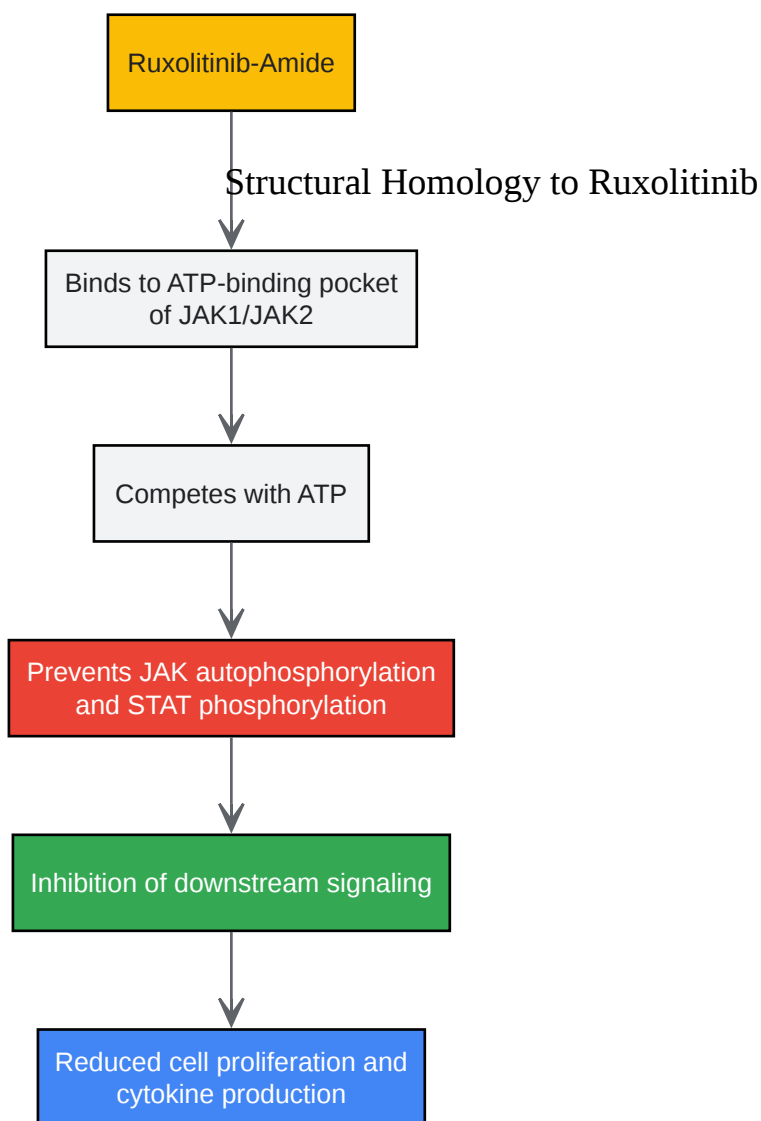 Ruxolitinib-Amide
Structural Homology to Ruxolitinib
Binds to ATP-binding pocket
of JAK1/JAK2
Competes with ATP
Prevents JAK autophosphorylation
and STAT phosphorylation
Inhibition of downstream signaling
Reduced cell proliferation and
cytokine production